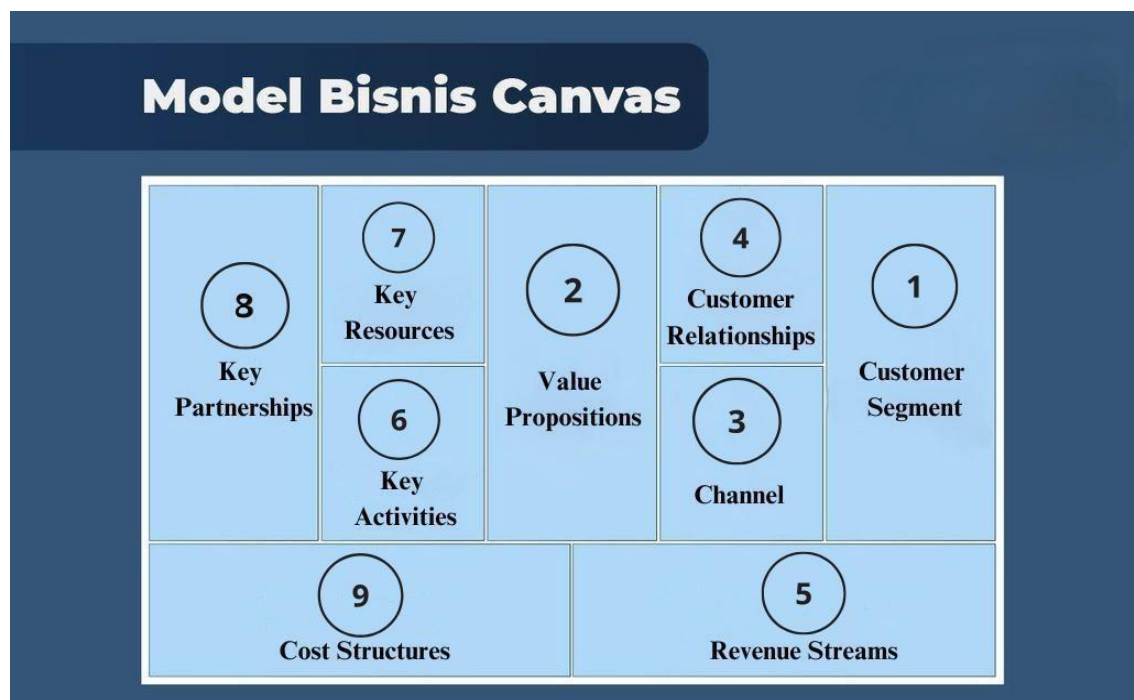 Model Bisnis Canvas
8
Key
Partnerships
7
Key
Resources
6
Key
Activities
2
Value
Propositions
4
Customer
Relationships
3
Channel
1
Customer
Segment
9
Cost Structures
5
Revenue Streams